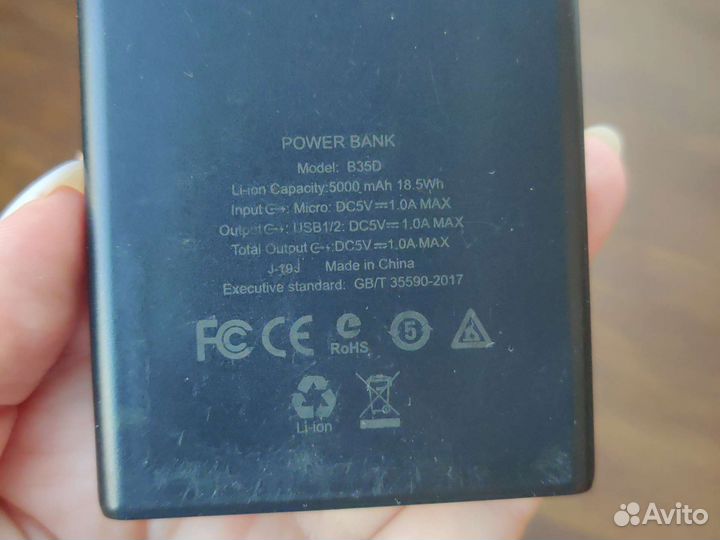 POWER BANK
Model: B35D
Li-ion Capacity:5000 mAh 18.5Wh
Input: Micro: DC5V⎓1.0A MAX
Output: USB1/2: DC5V⎓1.0A MAX
Total Output: DC5V⎓1.0A MAX
J-19J Made in China
Executive standard: GB/T 35590-2017
FC CE RoHS 5
Li-ion
Avito